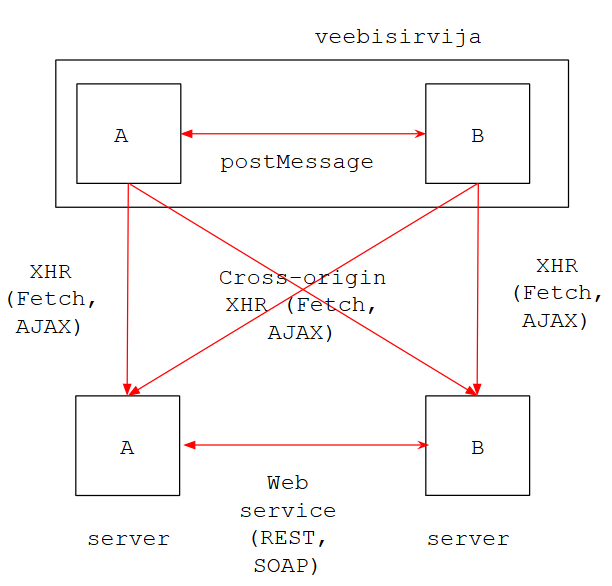 veebisirvija
A
B
postMessage
XHR
(Fetch,
AJAX)
Cross-origin
XHR (Fetch,
AJAX)
XHR
(Fetch,
AJAX)
A
B
Web
service
(REST,
SOAP)
server
server